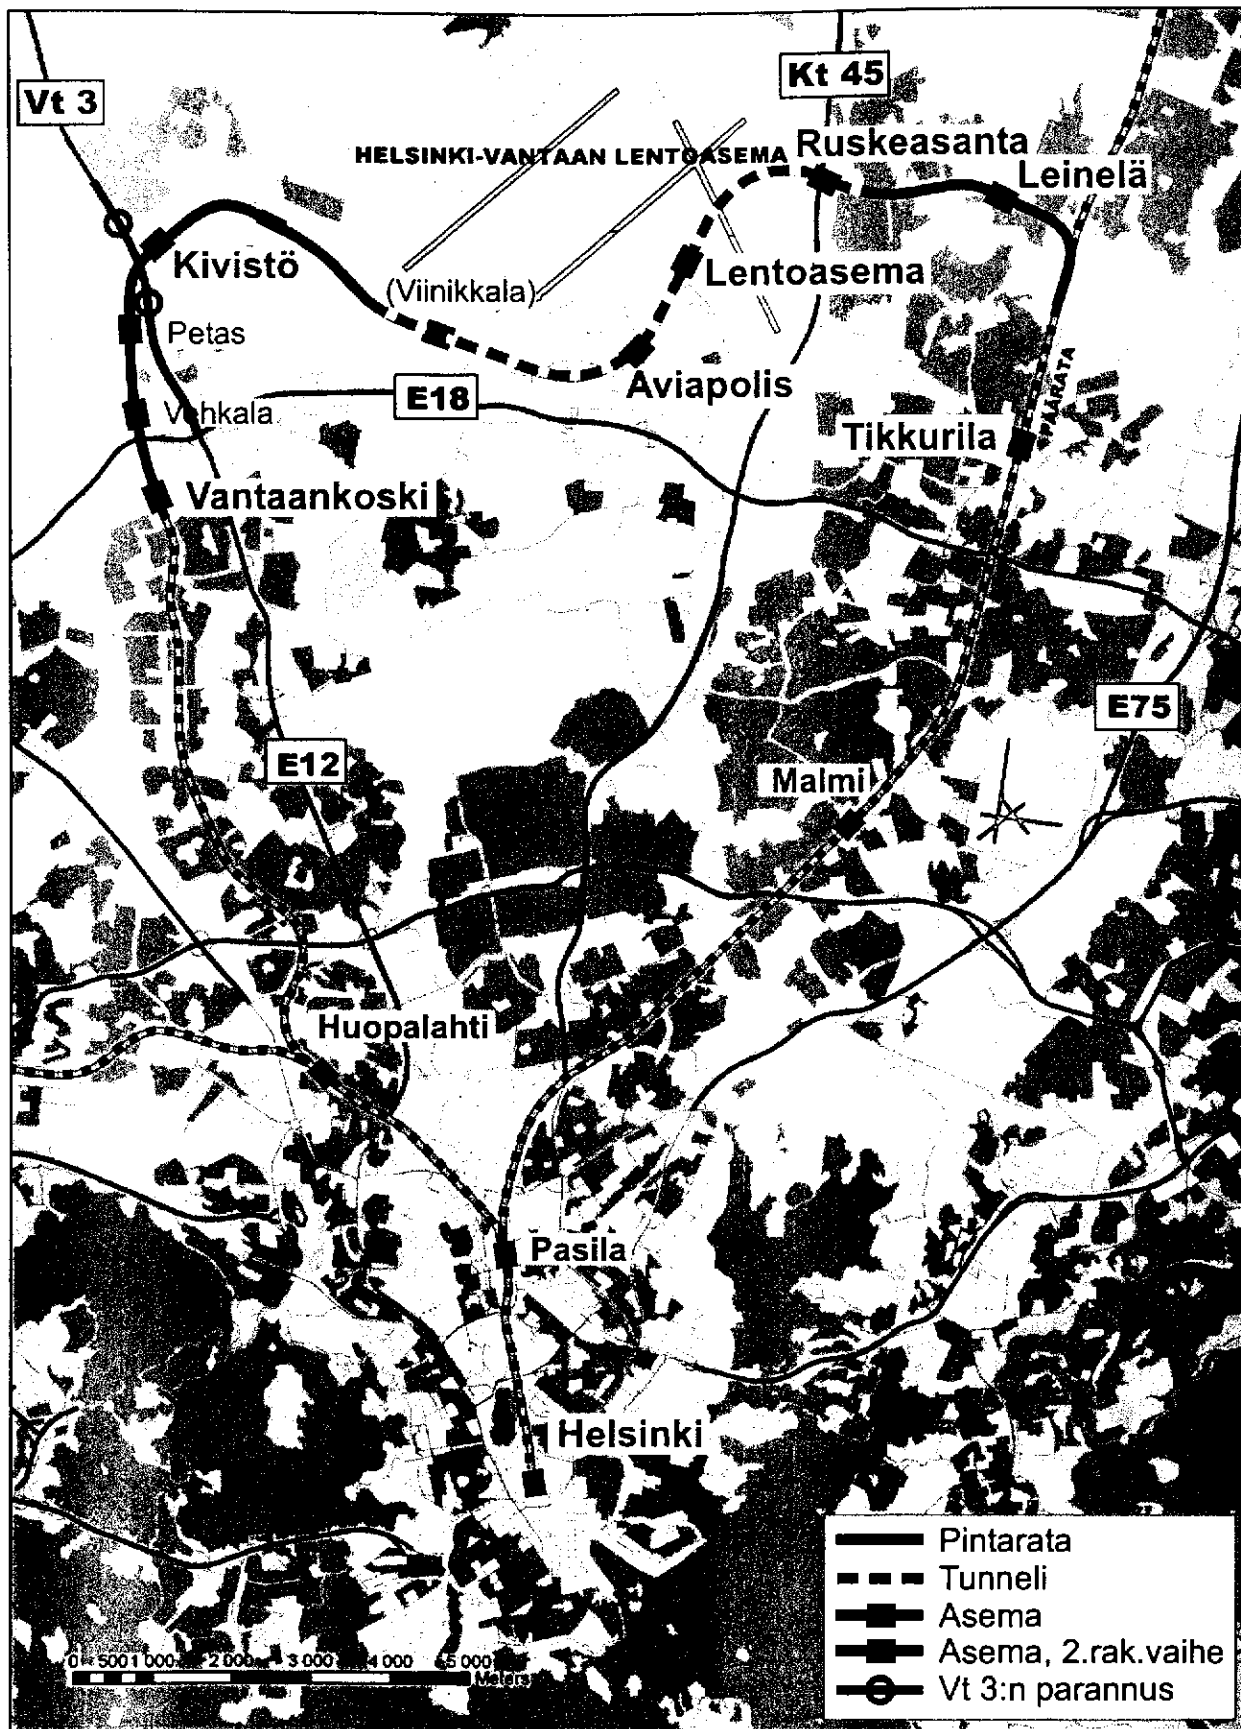 Vt 3
Kt 45
HELSINKI-VANTAAN LENTOASEMA
Ruskeasanta
Leinelä
Kivistö
Lentoasema
(Viinikkala)
Petas
Aviapolis
PÄÄRATA
E18
Vehkala
Tikkurila
Vantaankoski
E75
E12
Malmi
Huopalahti
Pasila
Helsinki
Pintarata
Tunneli
Asema
Asema, 2.rak.vaihe
Vt 3:n parannus
0 500 1 000 2 000 3 000 4 000 5 000
Meters